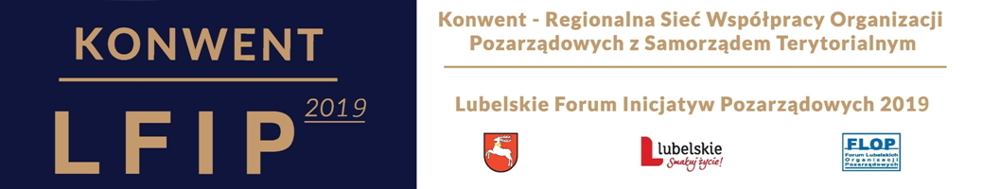 KONWENT
LFIP 2019
Konwent - Regionalna Sieć Współpracy Organizacji
Pozarządowych z Samorządem Terytorialnym
Lubelskie Forum Inicjatyw Pozarządowych 2019
lubelskie
Smakuj życie!
FLOP
Forum Lubelskich
Organizacji
Pozarządowych